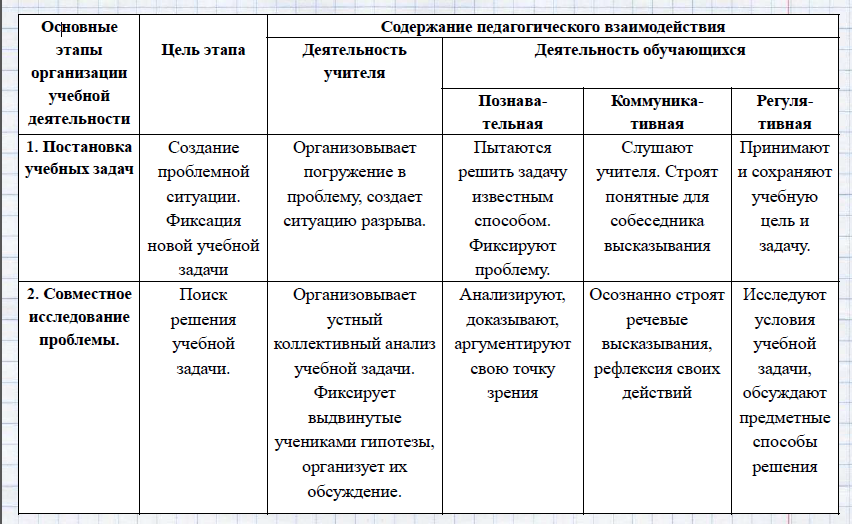 Основные
этапы
организации
учебной
деятельности
Цель этапа
Содержание педагогического взаимодействия
Деятельность
учителя
Деятельность обучающихся
Познава-
тельная
Коммуника-
тивная
Регуля-
тивная
1. Постановка
учебных задач
Создание
проблемной
ситуации.
Фиксация
новой учебной
задачи
Организовывает
погружение в
проблему, создает
ситуацию разрыва.
Пытаются
решить задачу
известным
способом.
Фиксируют
проблему.
Слушают
учителя. Строят
понятные для
собеседника
высказывания
Принимают
и сохраняют
учебную
цель и
задачу.
2. Совместное
исследование
проблемы.
Поиск
решения
учебной
задачи.
Организовывает
устный
коллективный анализ
учебной задачи.
Фиксирует
выдвинутые
учениками гипотезы,
организует их
обсуждение.
Анализируют,
доказывают,
аргументируют
свою точку
зрения
Осознанно строят
речевые
высказывания,
рефлексия своих
действий
Исследуют
условия
учебной
задачи,
обсуждают
предметные
способы
решения